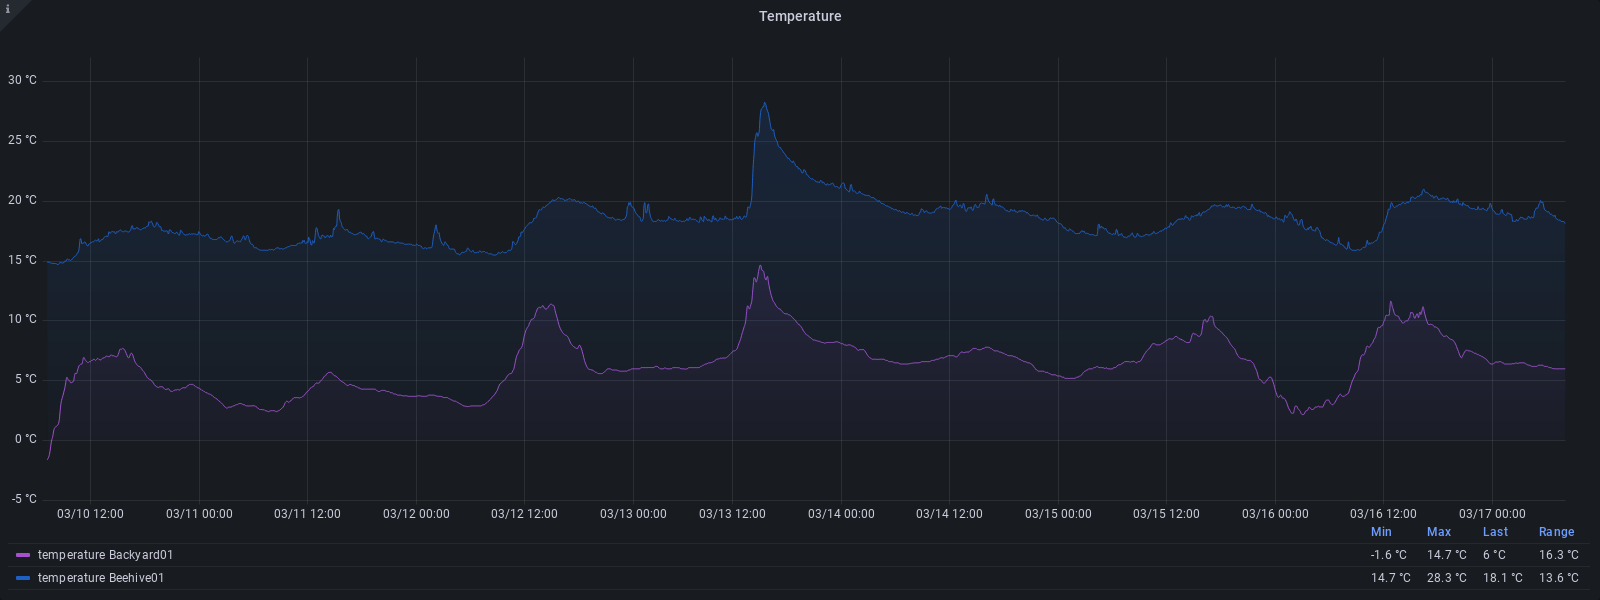 i
Temperature
30 °C
25 °C
20 °C
15 °C
10 °C
5 °C
0 °C
-5 °C
03/10 12:00 03/11 00:00 03/11 12:00 03/12 00:00 03/12 12:00 03/13 00:00 03/13 12:00 03/14 00:00 03/14 12:00 03/15 00:00 03/15 12:00 03/16 00:00 03/16 12:00 03/17 00:00
Min Max Last Range
temperature Backyard01 -1.6 °C 14.7 °C 6 °C 16.3 °C
temperature Beehive01 14.7 °C 28.3 °C 18.1 °C 13.6 °C